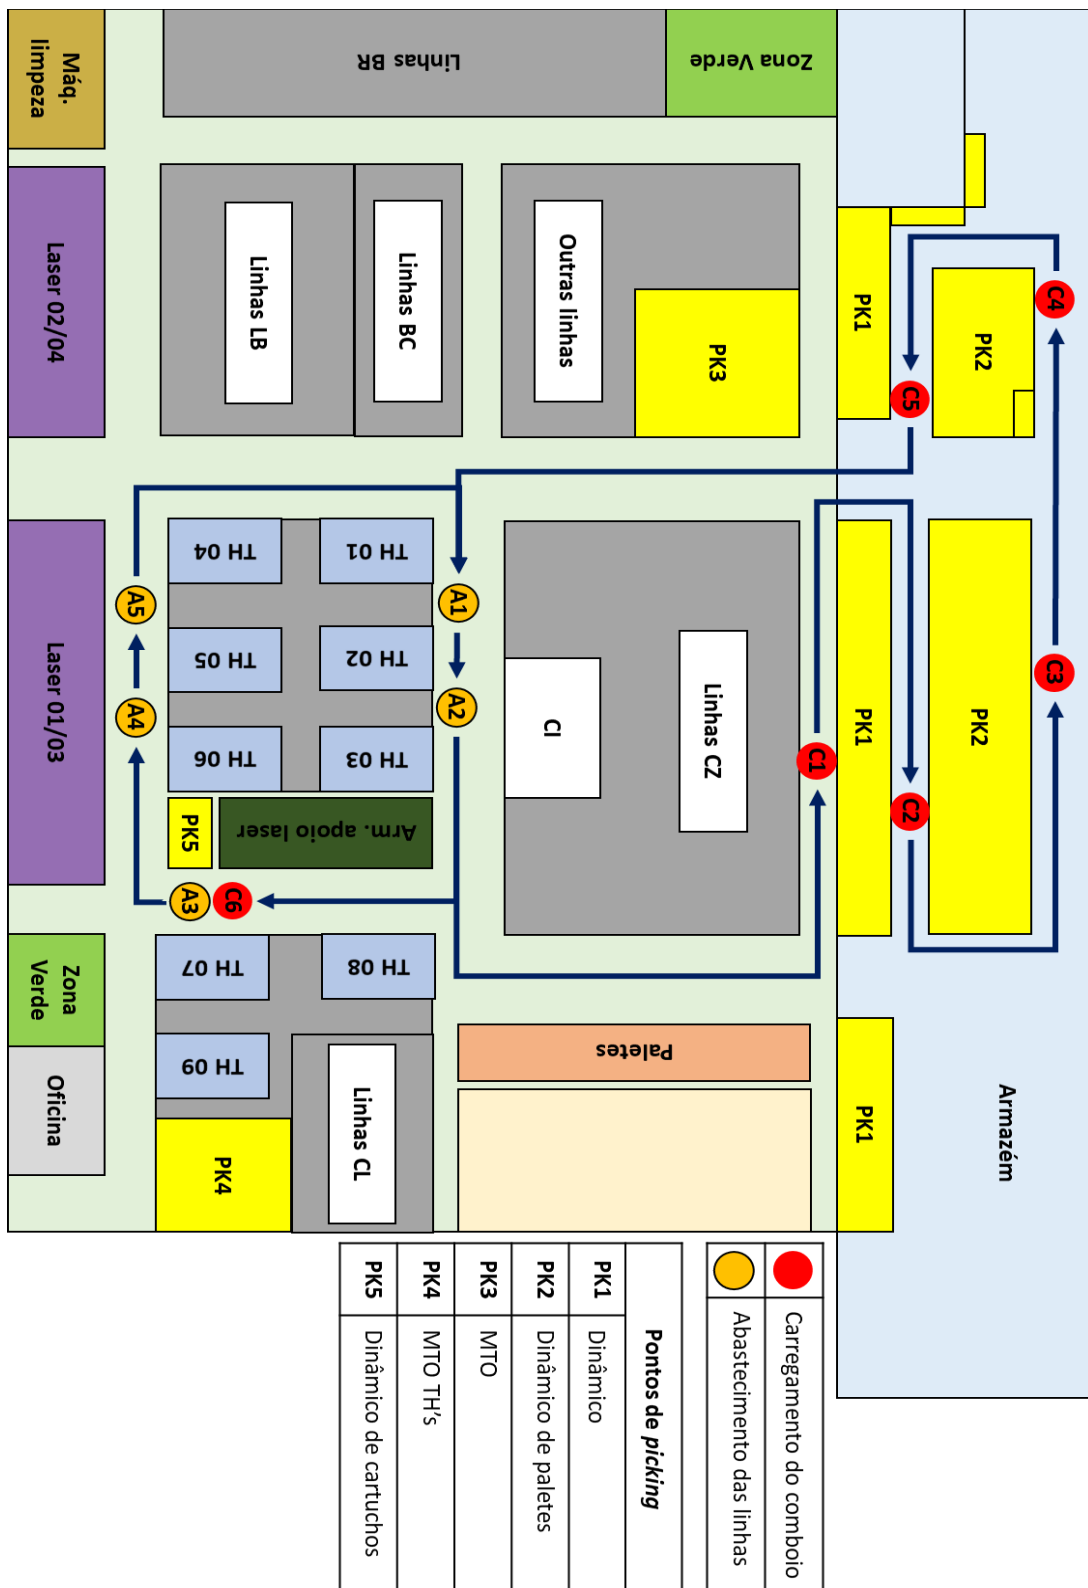 Máq.
limpeza
Linhas BR
Zona Verde
Laser 02/04
Linhas LB
Linhas BC
Outras linhas
PK3
PK1
PK2
C4
C5
TH 04
TH 01
A5
A1
TH 05
TH 02
Laser 01/03
A4
A2
TH 06
TH 03
CI
Linhas CZ
C1
PK1
C2
PK2
C3
PK5
Arm. apoio laser
A3
C6
Zona
Verde
TH 07
TH 08
TH 09
Oficina
PK4
Linhas CL
Paletes
PK1
Armazém
Carregamento do comboio
Abastecimento das linhas
Pontos de picking
PK1 Dinâmico
PK2 Dinâmico de paletes
PK3 MTO
PK4 MTO TH's
PK5 Dinâmico de cartuchos